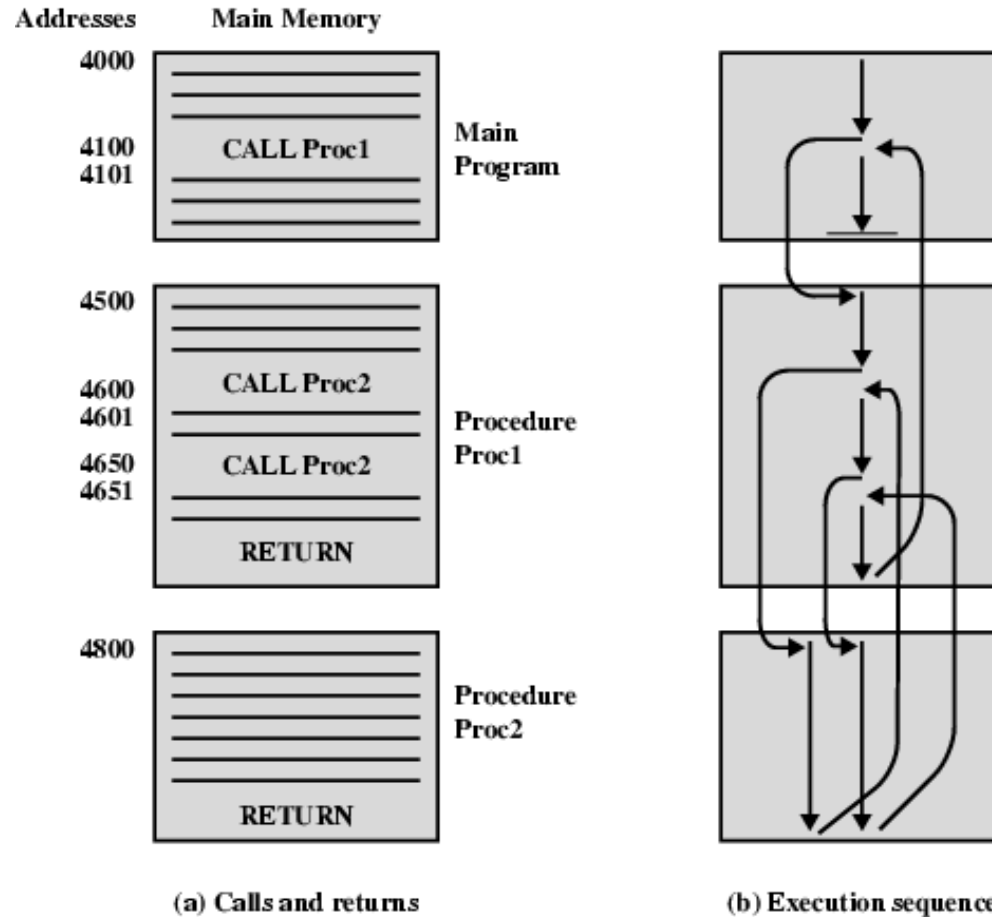 Addresses Main Memory
4000
4100 CALL Proc1
4101
Main
Program
4500
CALL Proc2
4600
4601
4650 CALL Proc2
4651
RETURN
Procedure
Proc1
4800
RETURN
Procedure
Proc2
(a) Calls and returns
(b) Execution sequence